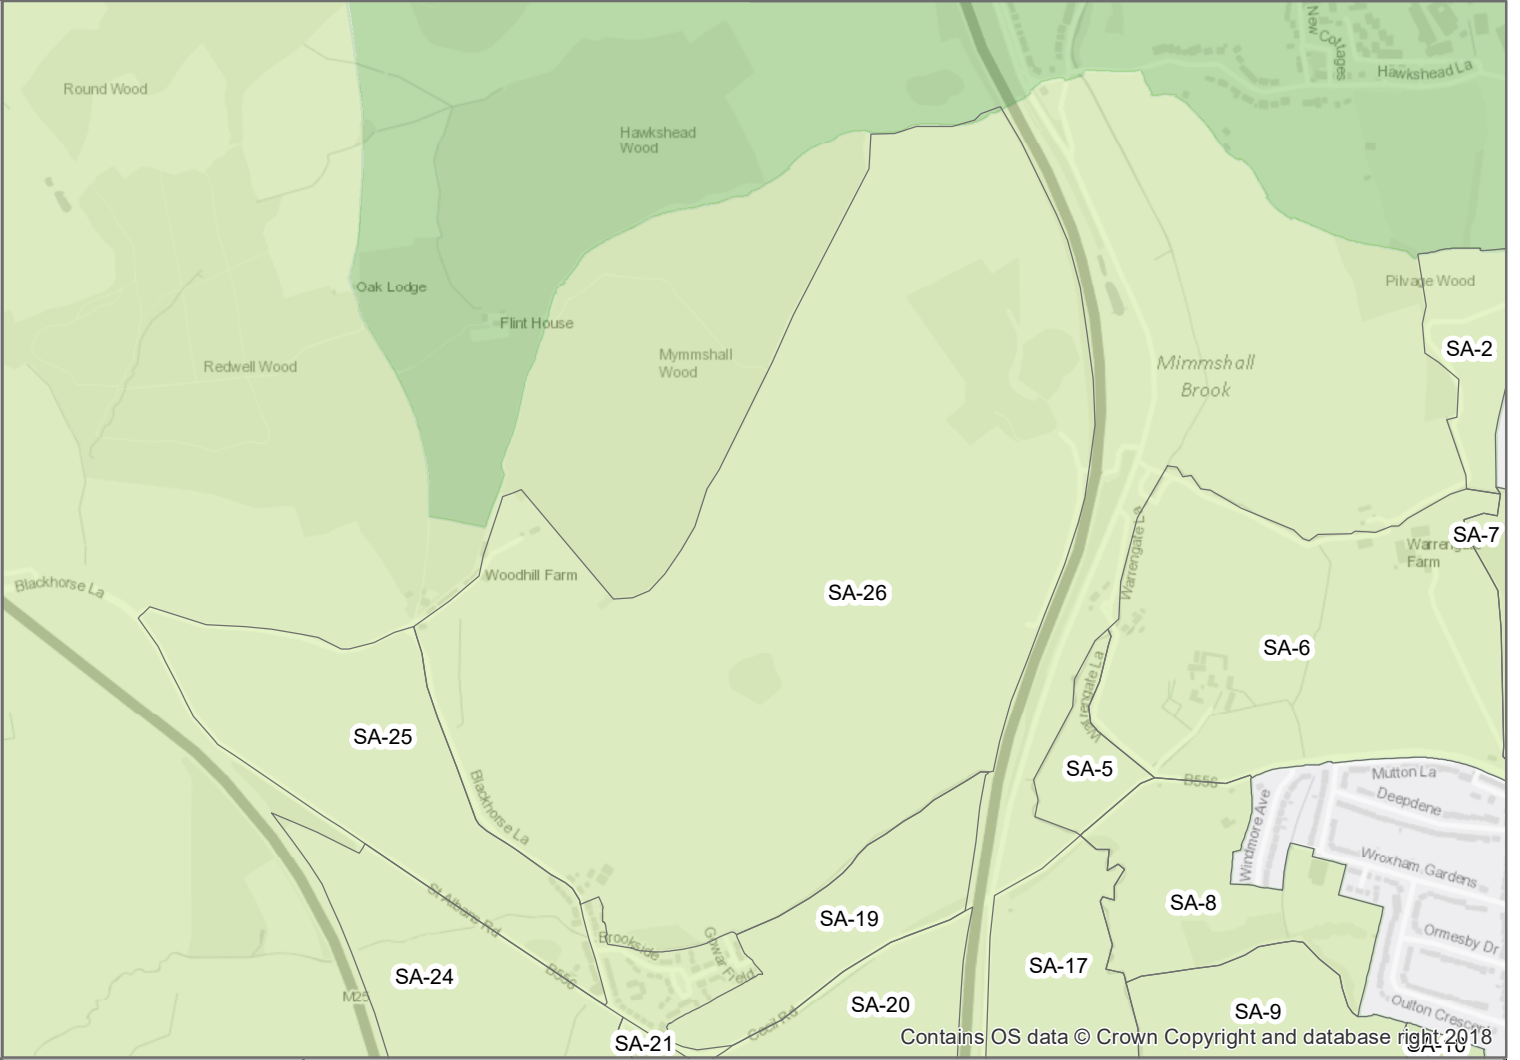 New
Cottages
Hawkshead La
Round Wood
Hawkshead
Wood
Pilvage Wood
Oak Lodge
Flint House
SA-2
Mymmshall
Wood
Mimmshall
Brook
Redwell Wood
SA-7
Warrengate
Farm
Warrengate La
Woodhill Farm
Blackhorse La
SA-26
SA-6
Warrengate La
SA-25
SA-5
B556
Mutton La
Deepdene
Windmore Ave
Blackhorse La
Wroxham Gardens
St Albans Rd
SA-8
SA-19
Brookside
Gowar Field
Ormesby Dr
SA-17
SA-24
B556
M25
SA-20
SA-9
Oulton Crescent
Cecil Rd
SA-21
SA-10
Contains OS data © Crown Copyright and database right 2018